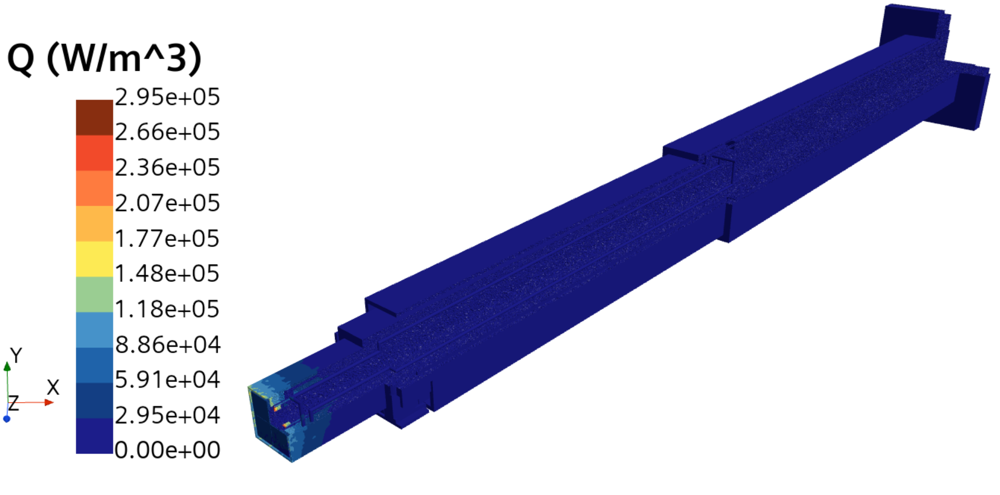 Q (W/m^3)
2.95e+05
2.66e+05
2.36e+05
2.07e+05
1.77e+05
1.48e+05
1.18e+05
8.86e+04
5.91e+04
2.95e+04
0.00e+00
Y
X
Z